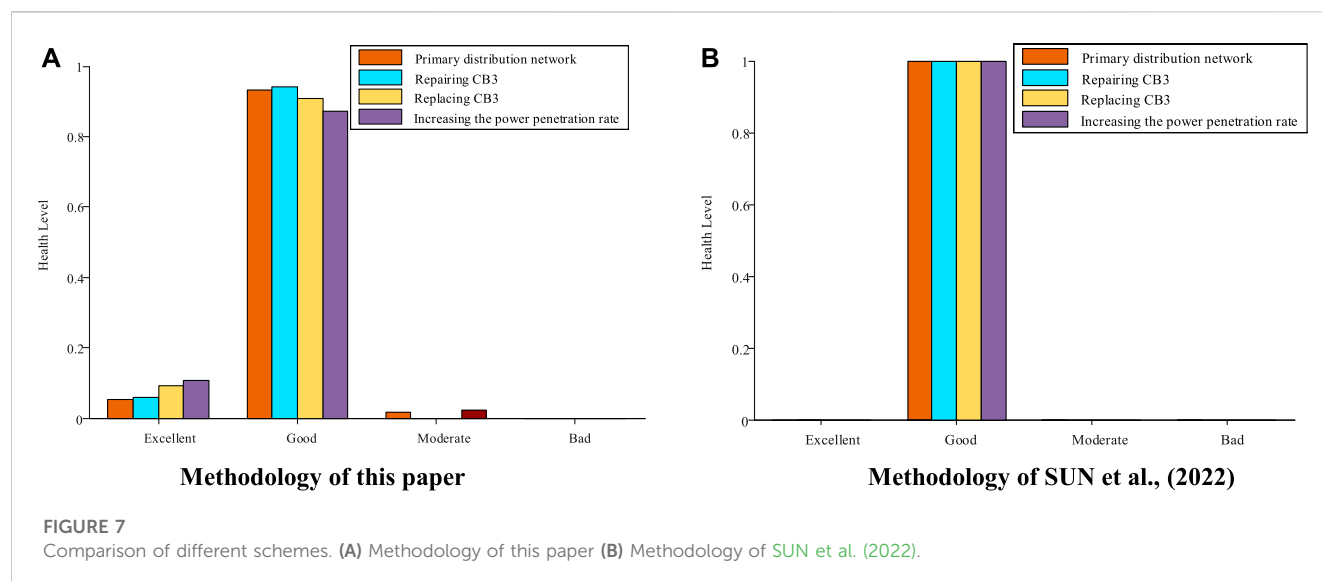 A
Primary distribution network
Repairing CB3
Replacing CB3
Increasing the power penetration rate
1
0.8
0.6
0.4
0.2
0
Health Level
Excellent Good Moderate Bad
Methodology of this paper
B
Primary distribution network
Repairing CB3
Replacing CB3
Increasing the power penetration rate
1
0.8
0.6
0.4
0.2
0
Health Level
Excellent Good Moderate Bad
Methodology of SUN et al., (2022)
FIGURE 7
Comparison of different schemes. (A) Methodology of this paper (B) Methodology of SUN et al. (2022).